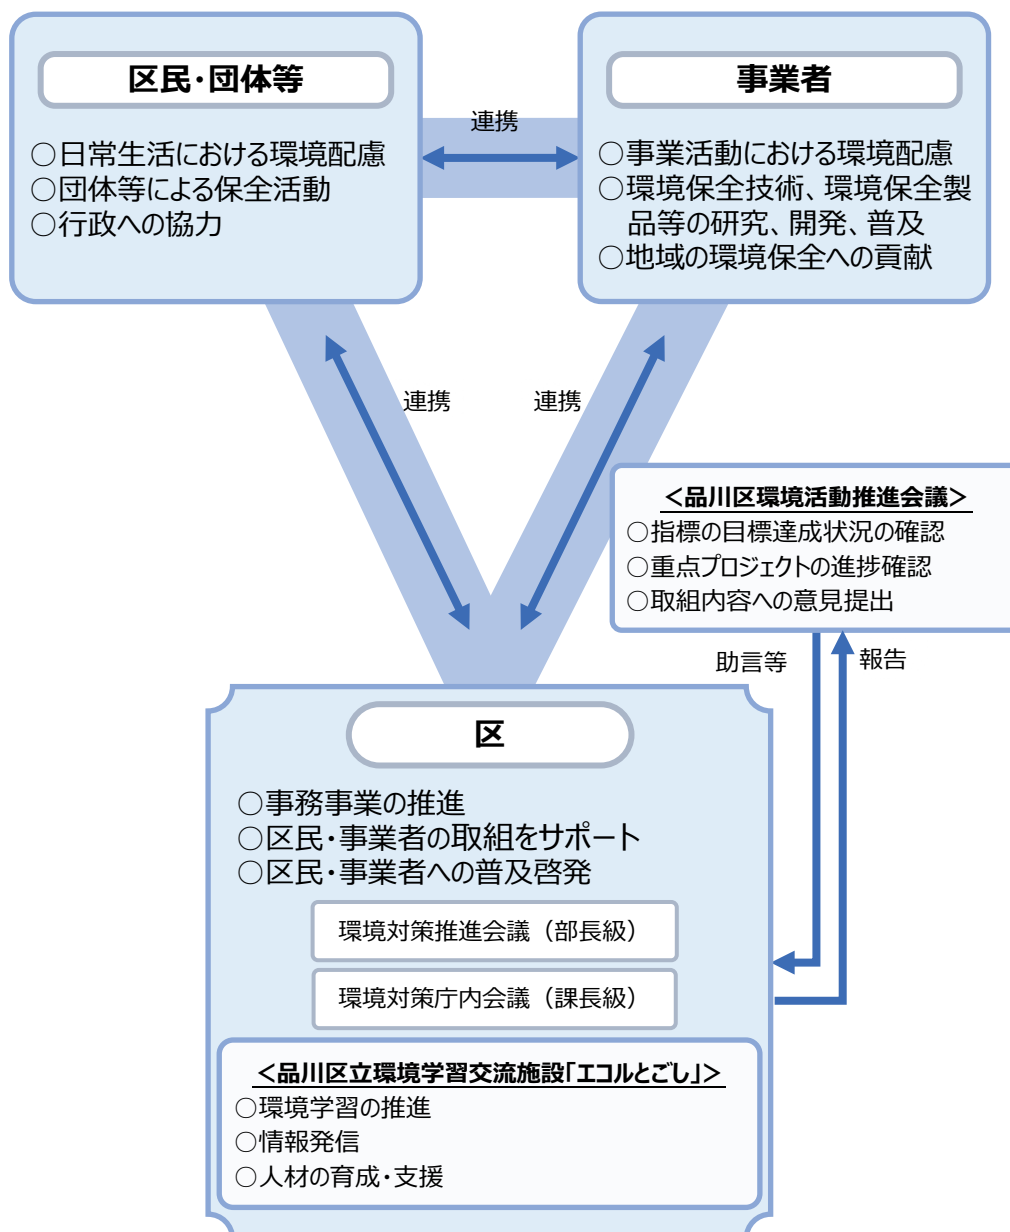 区民・団体等
○日常生活における環境配慮
○団体等による保全活動
○行政への協力
連携
事業者
○事業活動における環境配慮
○環境保全技術、環境保全製
品等の研究、開発、普及
○地域の環境保全への貢献
連携
連携
<品川区環境活動推進会議>
○指標の目標達成状況の確認
○重点プロジェクトの進捗確認
○取組内容への意見提出
助言等
報告
区
○事務事業の推進
○区民・事業者の取組をサポート
○区民・事業者への普及啓発
環境対策推進会議（部長級）
環境対策庁内会議（課長級）
<品川区立環境学習交流施設「エコルとごし」>
○環境学習の推進
○情報発信
○人材の育成・支援